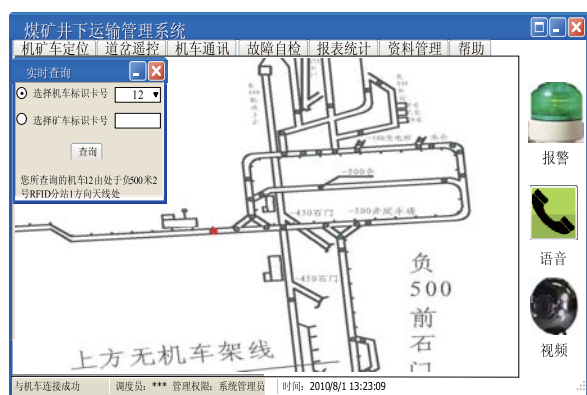 煤矿井下运输管理系统
机矿车定位 道岔遥控 机车通讯 故障自检 报表统计 资料管理 帮助
实时查询
选择机车标识卡号 12
选择矿车标识卡号
查询
您所查询的机车12由处于负500米2
号RFID分站1方向天线处
-500仓
-450石门
-500井底车场
-450石门
负
500
前
石
门
上方无机车架线
报警
语音
视频
与机车连接成功 调度员: *** 管理权限: 系统管理员 时间: 2010/8/1 13:23:09